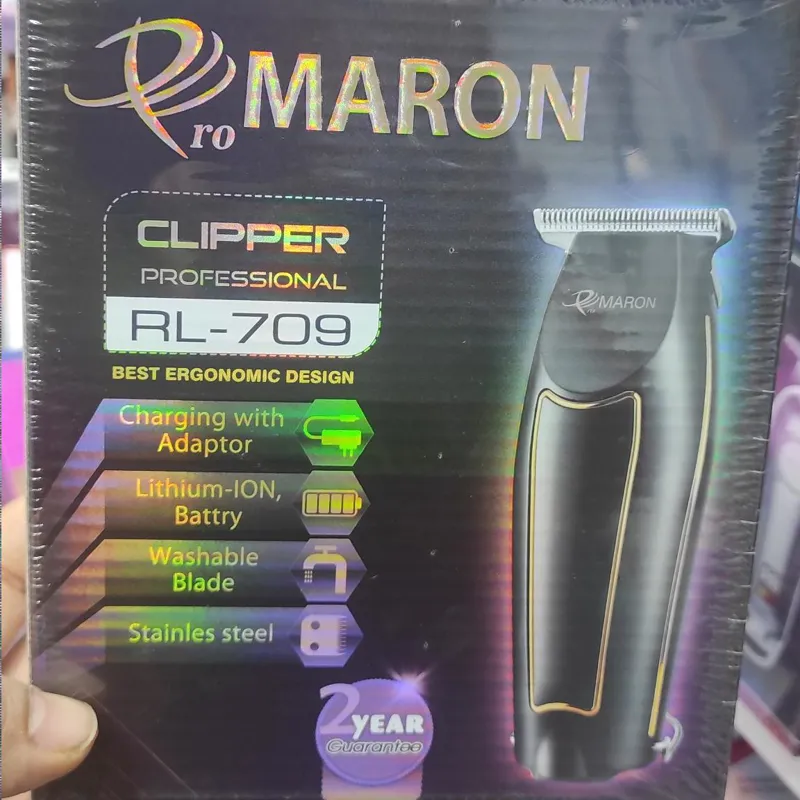 Pro MARON
CLIPPER
PROFESSIONAL
RL-709
BEST ERGONOMIC DESIGN
Charging with
Adaptor
Lithium-ION,
Battry
Washable
Blade
Stainles steel
2 YEAR
Guarantee
Pro MARON